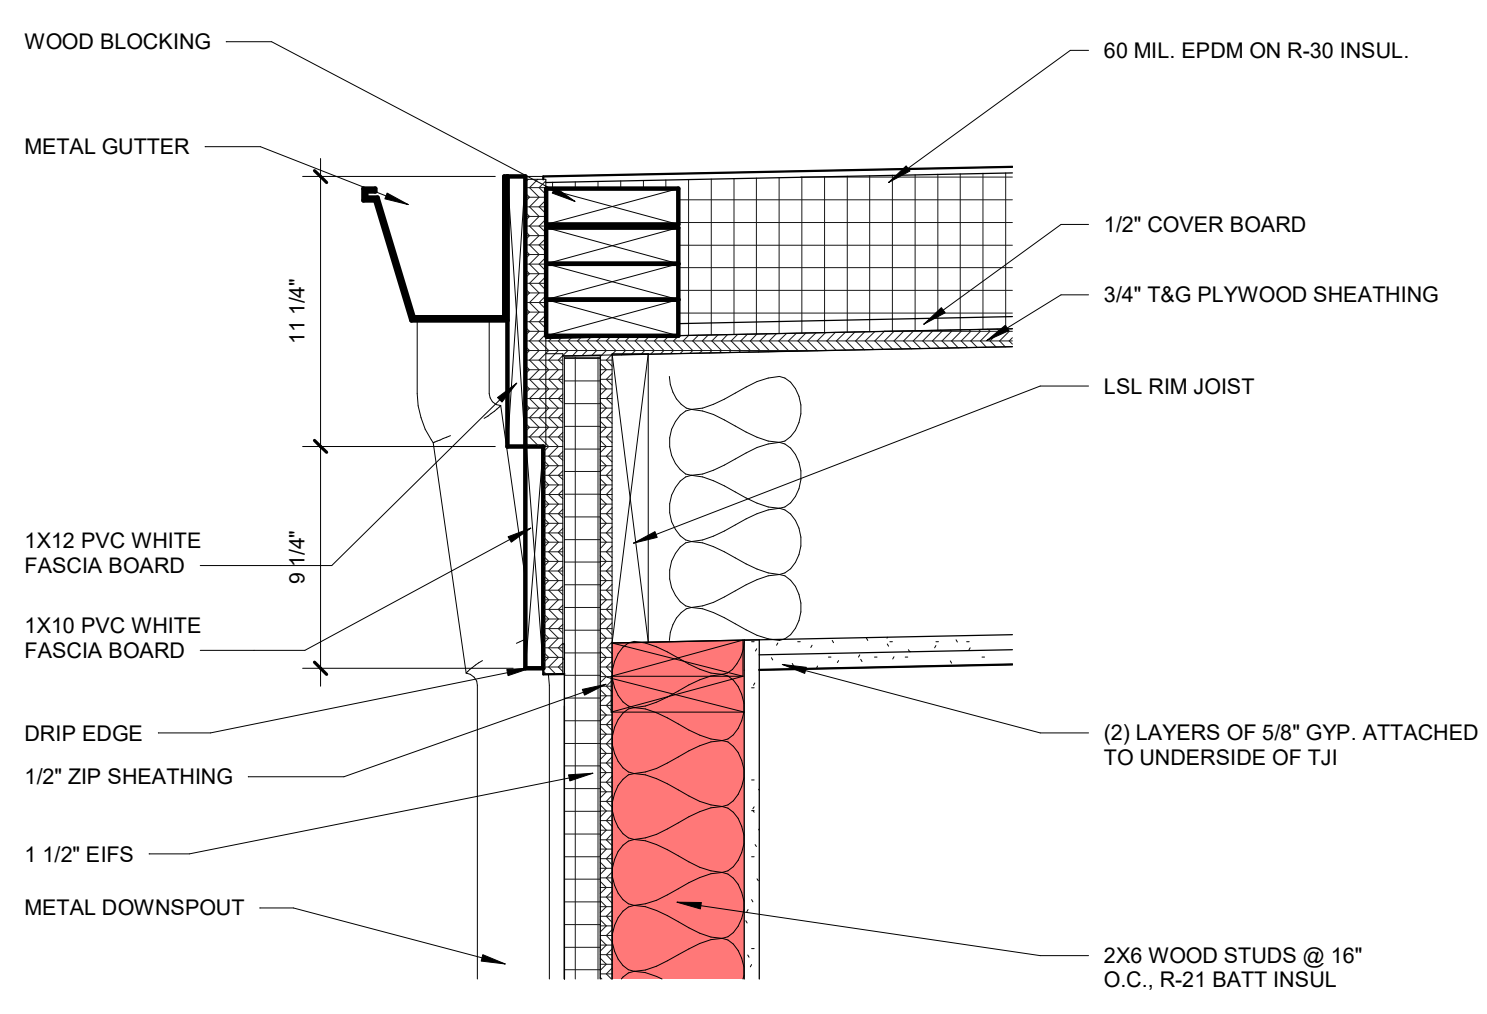 WOOD BLOCKING
METAL GUTTER
11 1/4"
9 1/4"
1X12 PVC WHITE
FASCIA BOARD
1X10 PVC WHITE
FASCIA BOARD
DRIP EDGE
1/2" ZIP SHEATHING
1 1/2" EIFS
METAL DOWNSPOUT
60 MIL. EPDM ON R-30 INSUL.
1/2" COVER BOARD
3/4" T&G PLYWOOD SHEATHING
LSL RIM JOIST
(2) LAYERS OF 5/8" GYP. ATTACHED
TO UNDERSIDE OF TJI
2X6 WOOD STUDS @ 16"
O.C., R-21 BATT INSUL